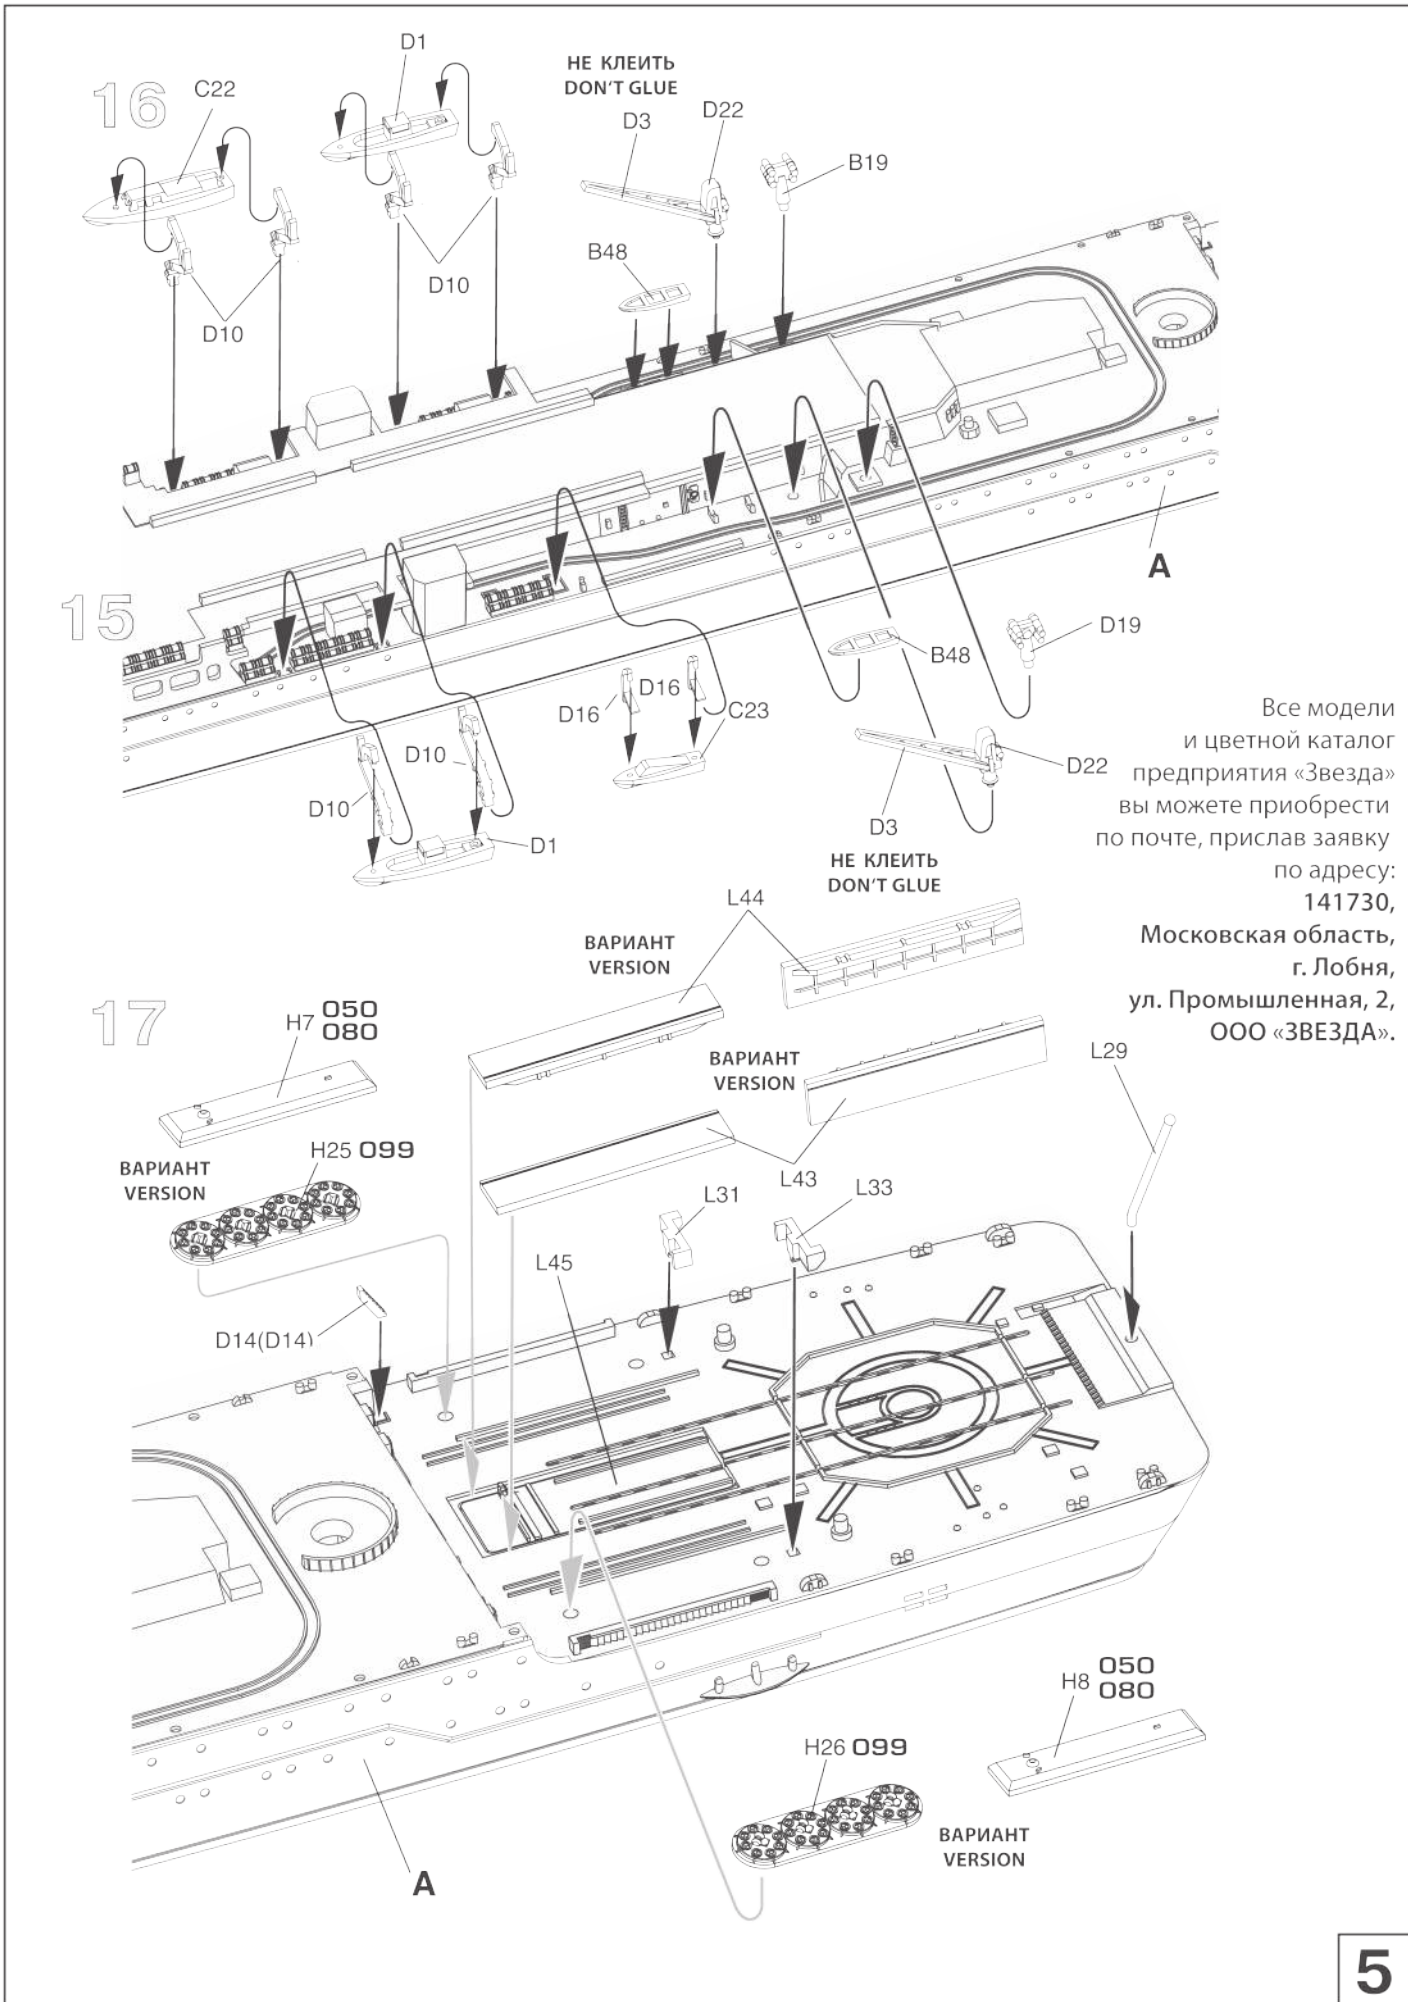 16
C22
D1
НЕ КЛЕИТЬ
DON'T GLUE
D3
D22
B19
B48
D10
D10
A
15
D16
D16
C23
B48
D19
D10
D10
D1
D22
D3
НЕ КЛЕИТЬ
DON'T GLUE
Все модели
и цветной каталог
предприятия «Звезда»
вы можете приобрести
по почте, прислав заявку
по адресу:
141730,
Московская область,
г. Лобня,
ул. Промышленная, 2,
ООО «ЗВЕЗДА».
17
H7 050
080
ВАРИАНТ
VERSION
H25 099
D14(D14)
ВАРИАНТ
VERSION
L44
ВАРИАНТ
VERSION
L43
L29
L31
L33
L45
A
H8 050
080
H26 099
ВАРИАНТ
VERSION
5